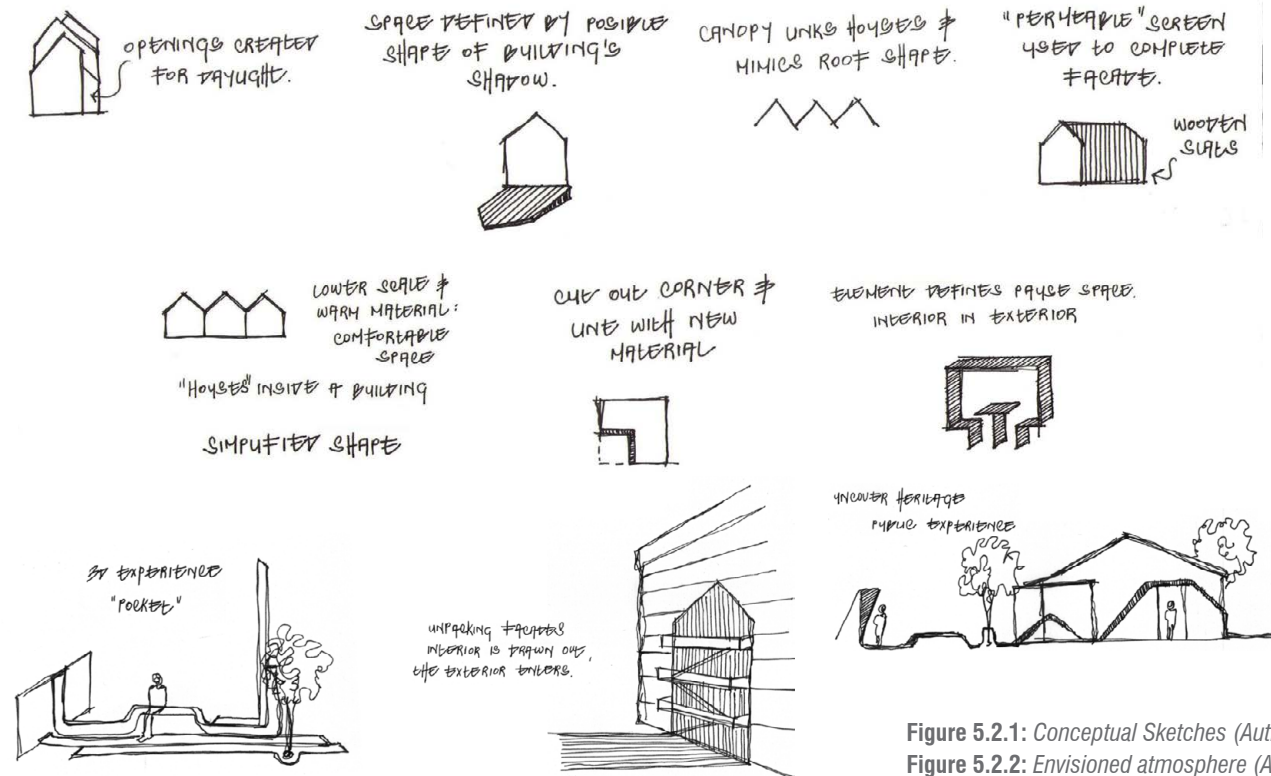 OPENINGS CREATED
FOR DAYLIGHT.
SPACE DEFINED BY POSIBLE
SHAPE OF BUILDING'S
SHADOW.
CANOPY LINKS HOUSES &
MIMICS ROOF SHAPE.
"PERMEABLE" SCREEN
USED TO COMPLETE
FACADE.
WOODEN
SLATS
LOWER SCALE &
WARM MATERIAL:
COMFORTABLE
SPACE
"HOUSES" INSIDE A BUILDING
SIMPLIFIED SHAPE
CUT OUT CORNER &
LINE WITH NEW
MATERIAL
ELEMENT DEFINES PAUSE SPACE.
INTERIOR IN EXTERIOR
3D EXPERIENCE
"POCKET"
UNPACKING FACADES
INTERIOR IS DRAWN OUT,
THE EXTERIOR ENTERS.
UNCOVER HERITAGE
PUBLIC EXPERIENCE
Figure 5.2.1: Conceptual Sketches (Aut
Figure 5.2.2: Envisioned atmosphere (A